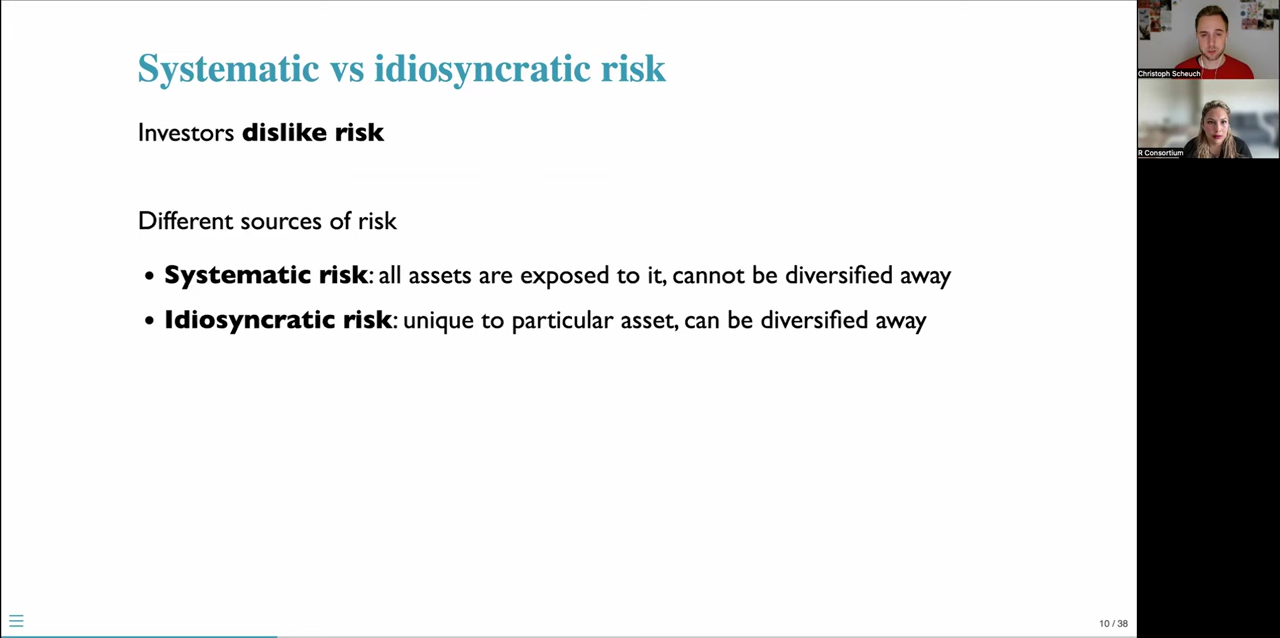 Systematic vs idiosyncratic risk
Investors dislike risk
Different sources of risk
• Systematic risk: all assets are exposed to it, cannot be diversified away
• Idiosyncratic risk: unique to particular asset, can be diversified away
10 / 38
Christoph Scheuch
R Consortium